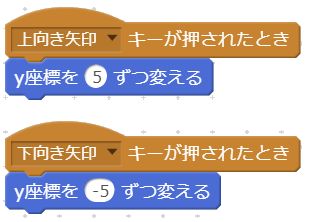 上向き矢印 キーが押されたとき
y座標を 5 ずつ変える
下向き矢印 キーが押されたとき
y座標を -5 ずつ変える